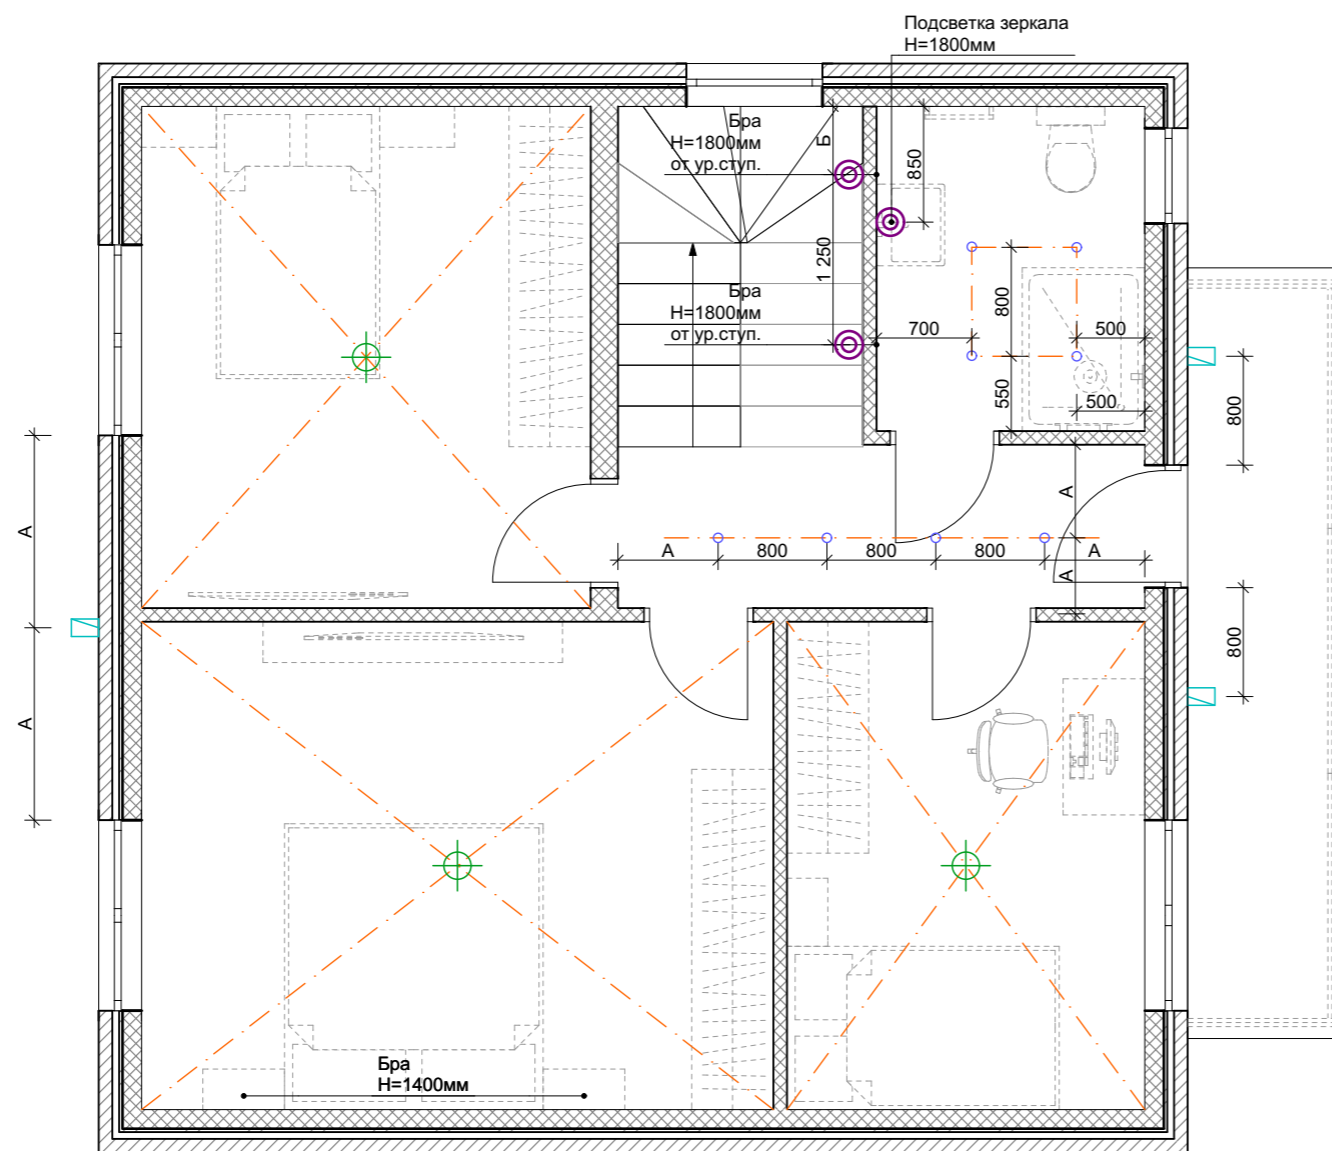 Подсветка зеркала
H=1800мм
Бра
H=1800мм
от ур.ступ.
Б
850
1 250
Бра
H=1800мм
от ур.ступ.
700
800
500
550
500
800
А
А
А
800
800
800
А
А
А
800
Бра
H=1400мм